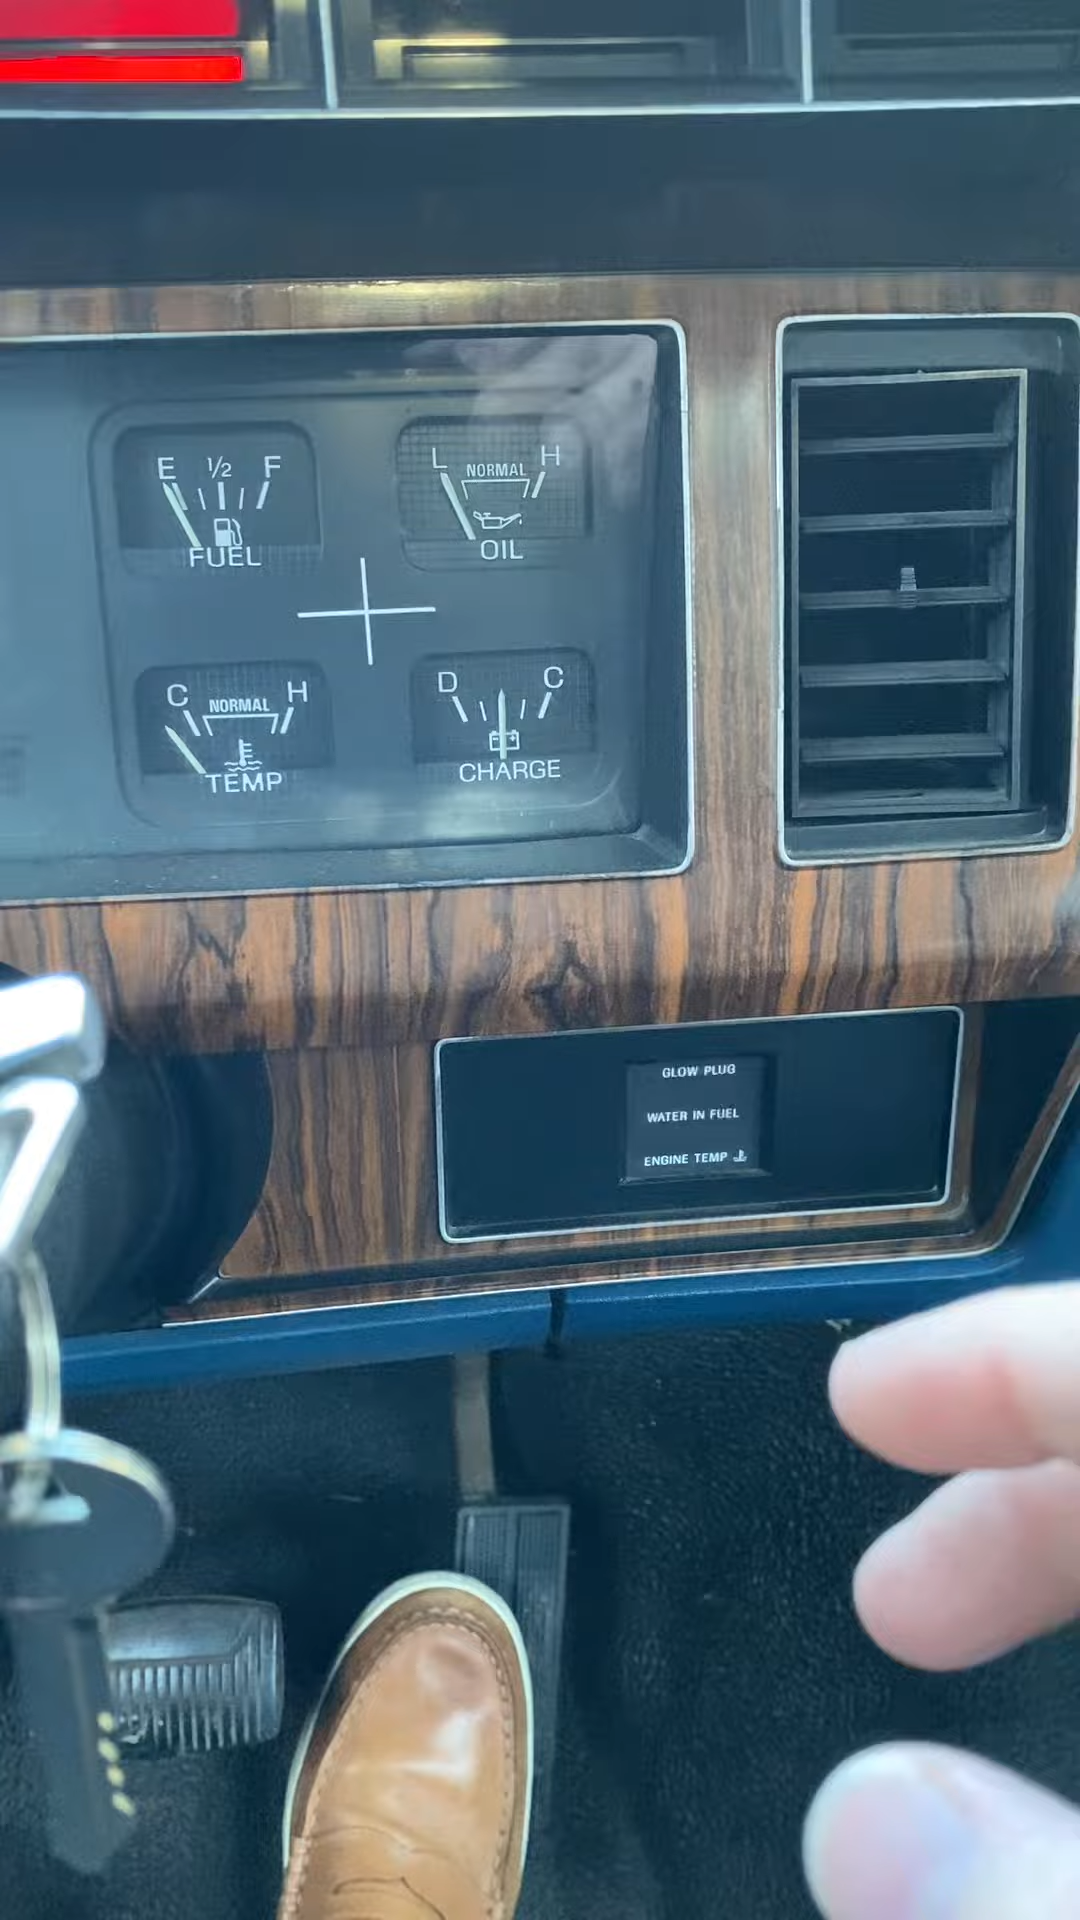 E ½ F
FUEL
L NORMAL H
OIL
C NORMAL H
TEMP
D C
CHARGE
GLOW PLUG
WATER IN FUEL
ENGINE TEMP